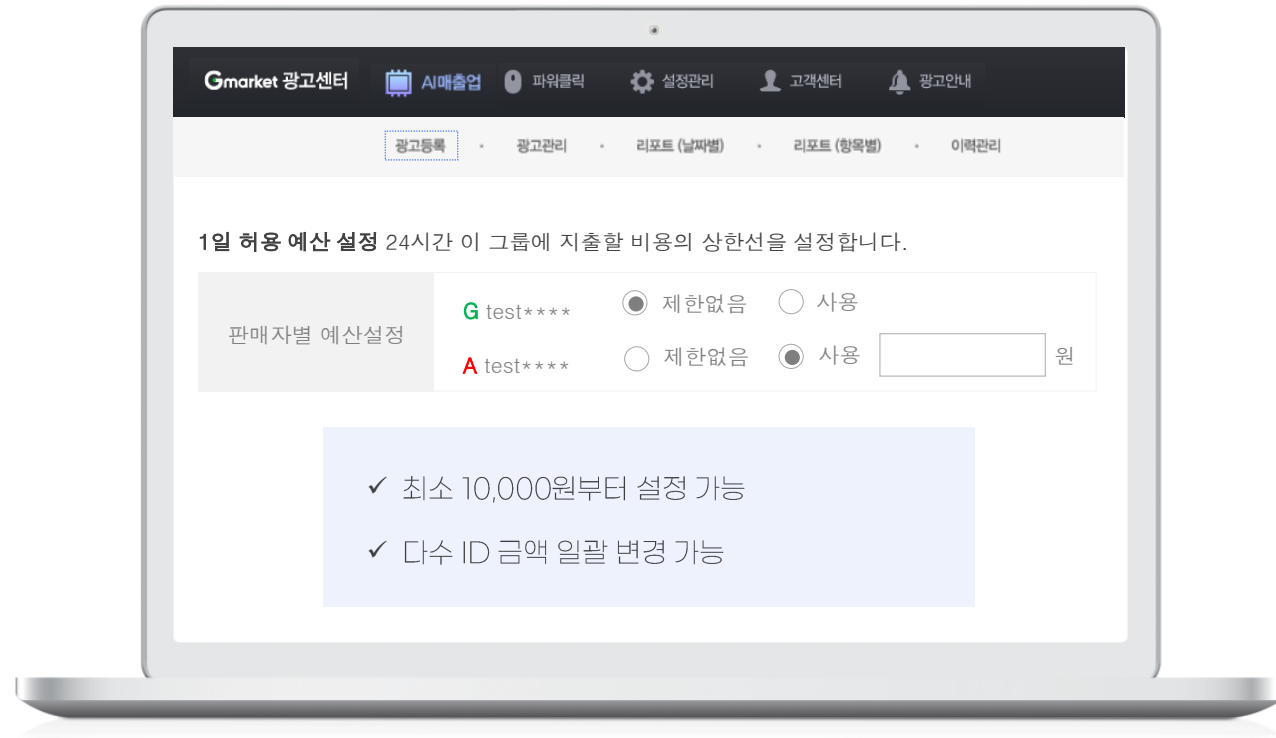 Gmarket 광고센터 AI매출업 파워클릭 설정관리 고객센터 광고안내
광고등록 · 광고관리 · 리포트 (날짜별) · 리포트 (항목별) · 이력관리
1일 허용 예산 설정 24시간 이 그룹에 지출할 비용의 상한선을 설정합니다.
판매자별 예산설정
G test**** 제한없음 사용
A test**** 제한없음 사용 원
✓ 최소 10,000원부터 설정 가능
✓ 다수 ID 금액 일괄 변경 가능